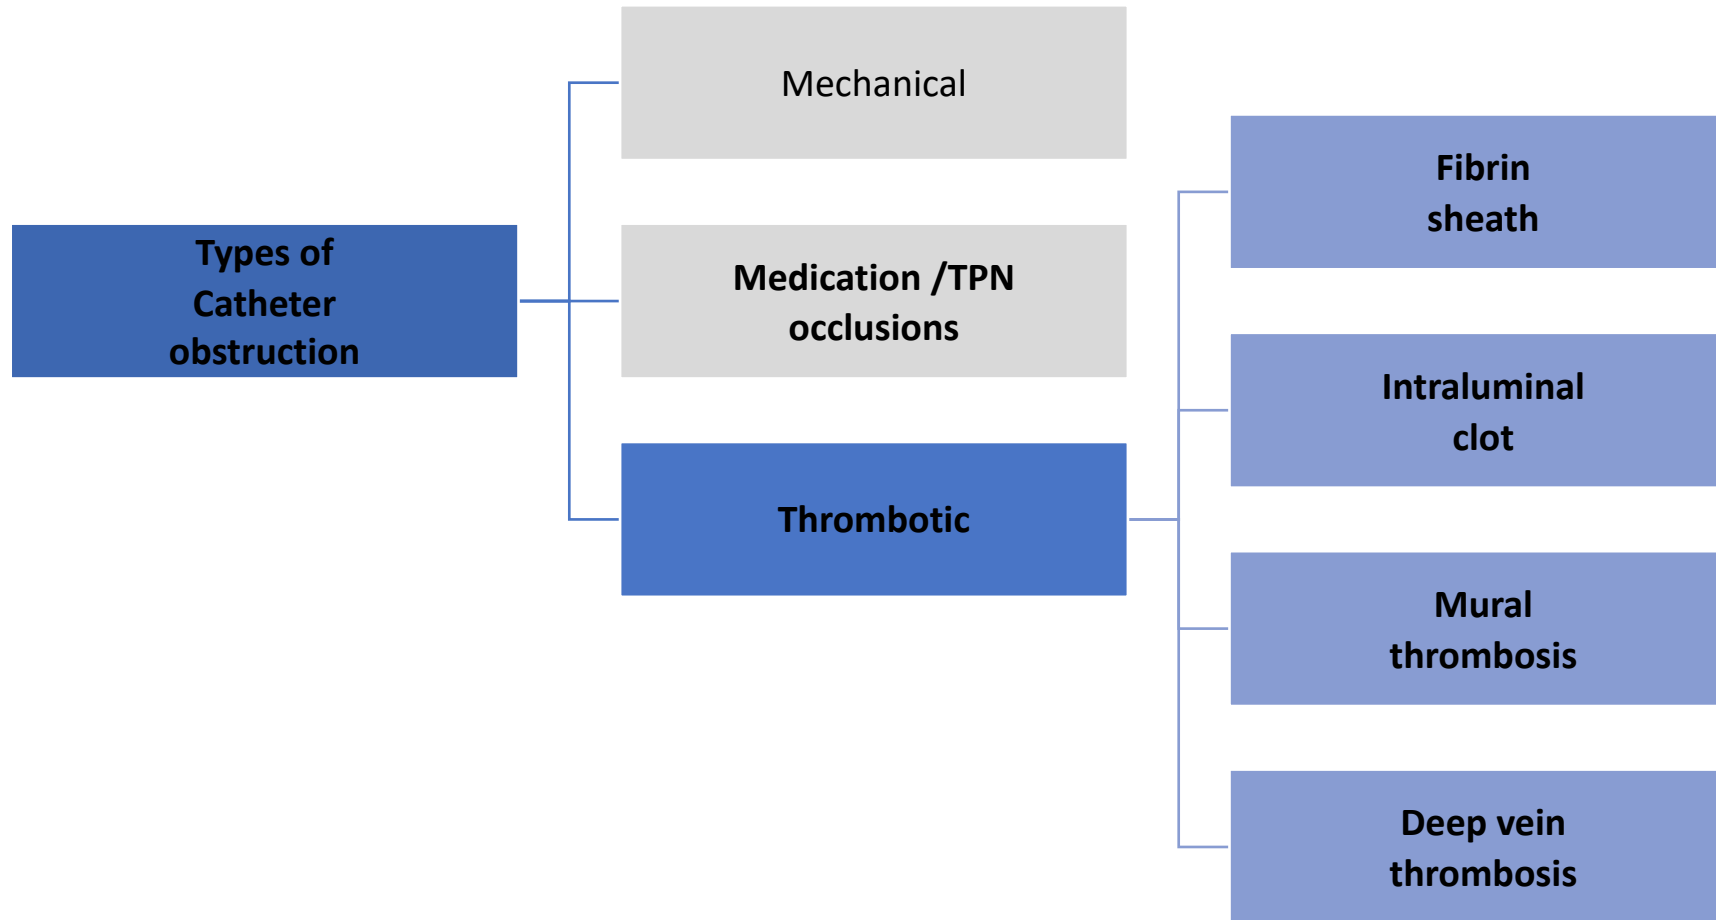 Types of
Catheter
obstruction
Mechanical
Medication /TPN
occlusions
Thrombotic
Fibrin
sheath
Intraluminal
clot
Mural
thrombosis
Deep vein
thrombosis